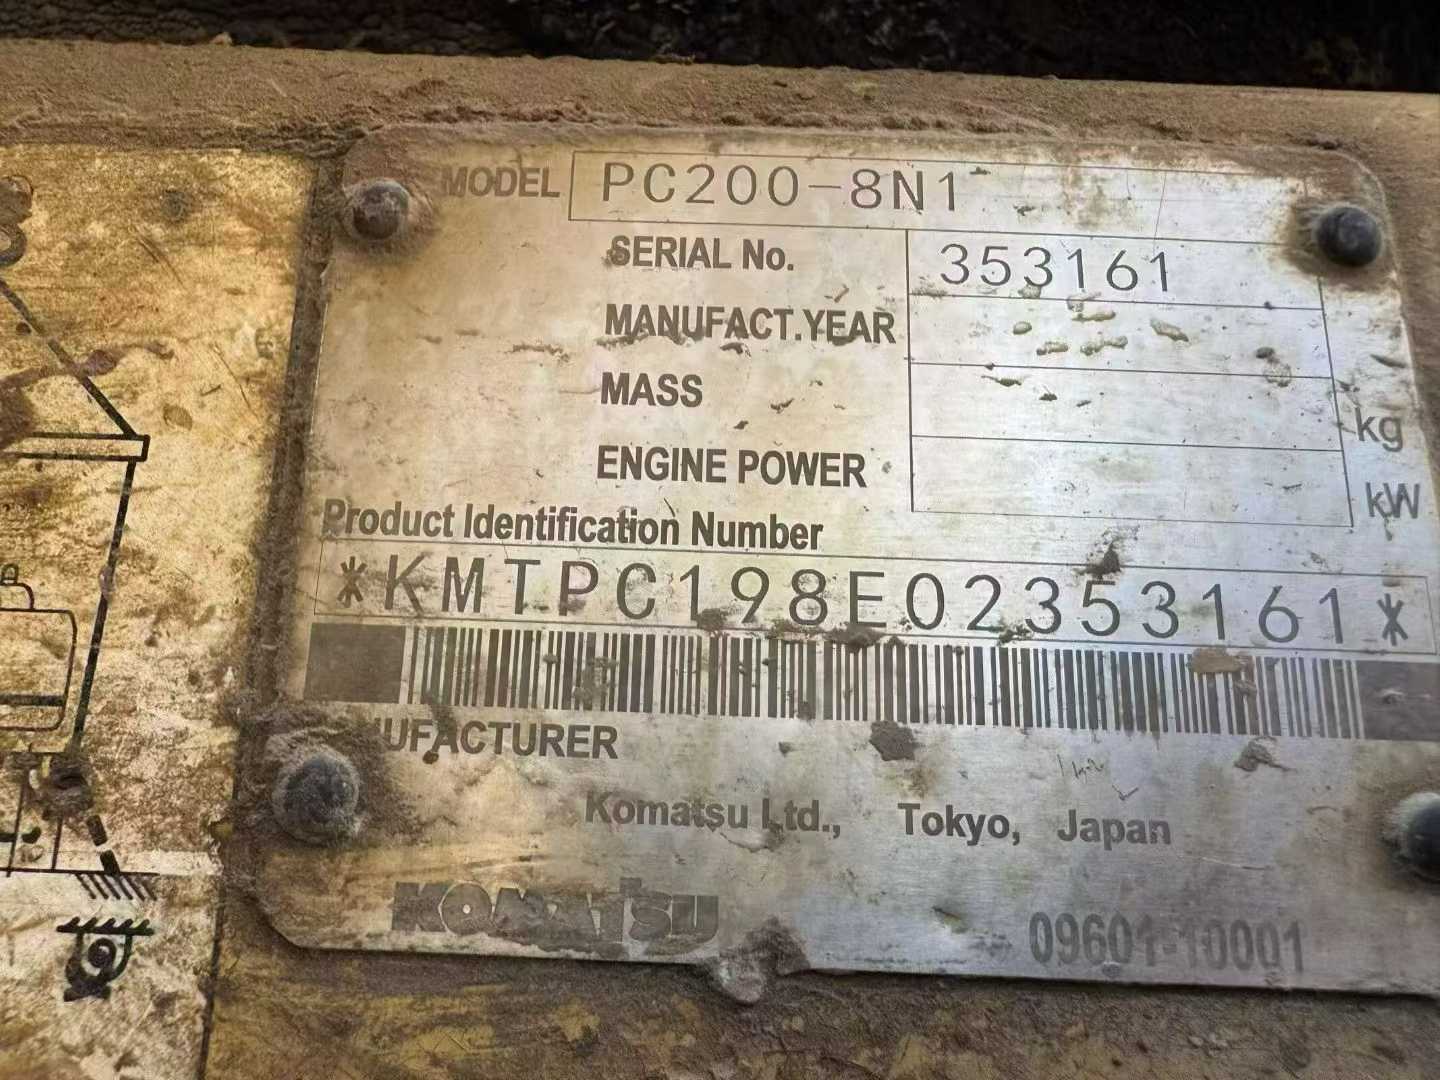 MODEL PC200-8N1
SERIAL No. 353161
MANUFACT.YEAR
MASS kg
ENGINE POWER kW
Product Identification Number
*KMTPC198E02353161*
MANUFACTURER
Komatsu Ltd., Tokyo, Japan
KOMATSU 09601-10001